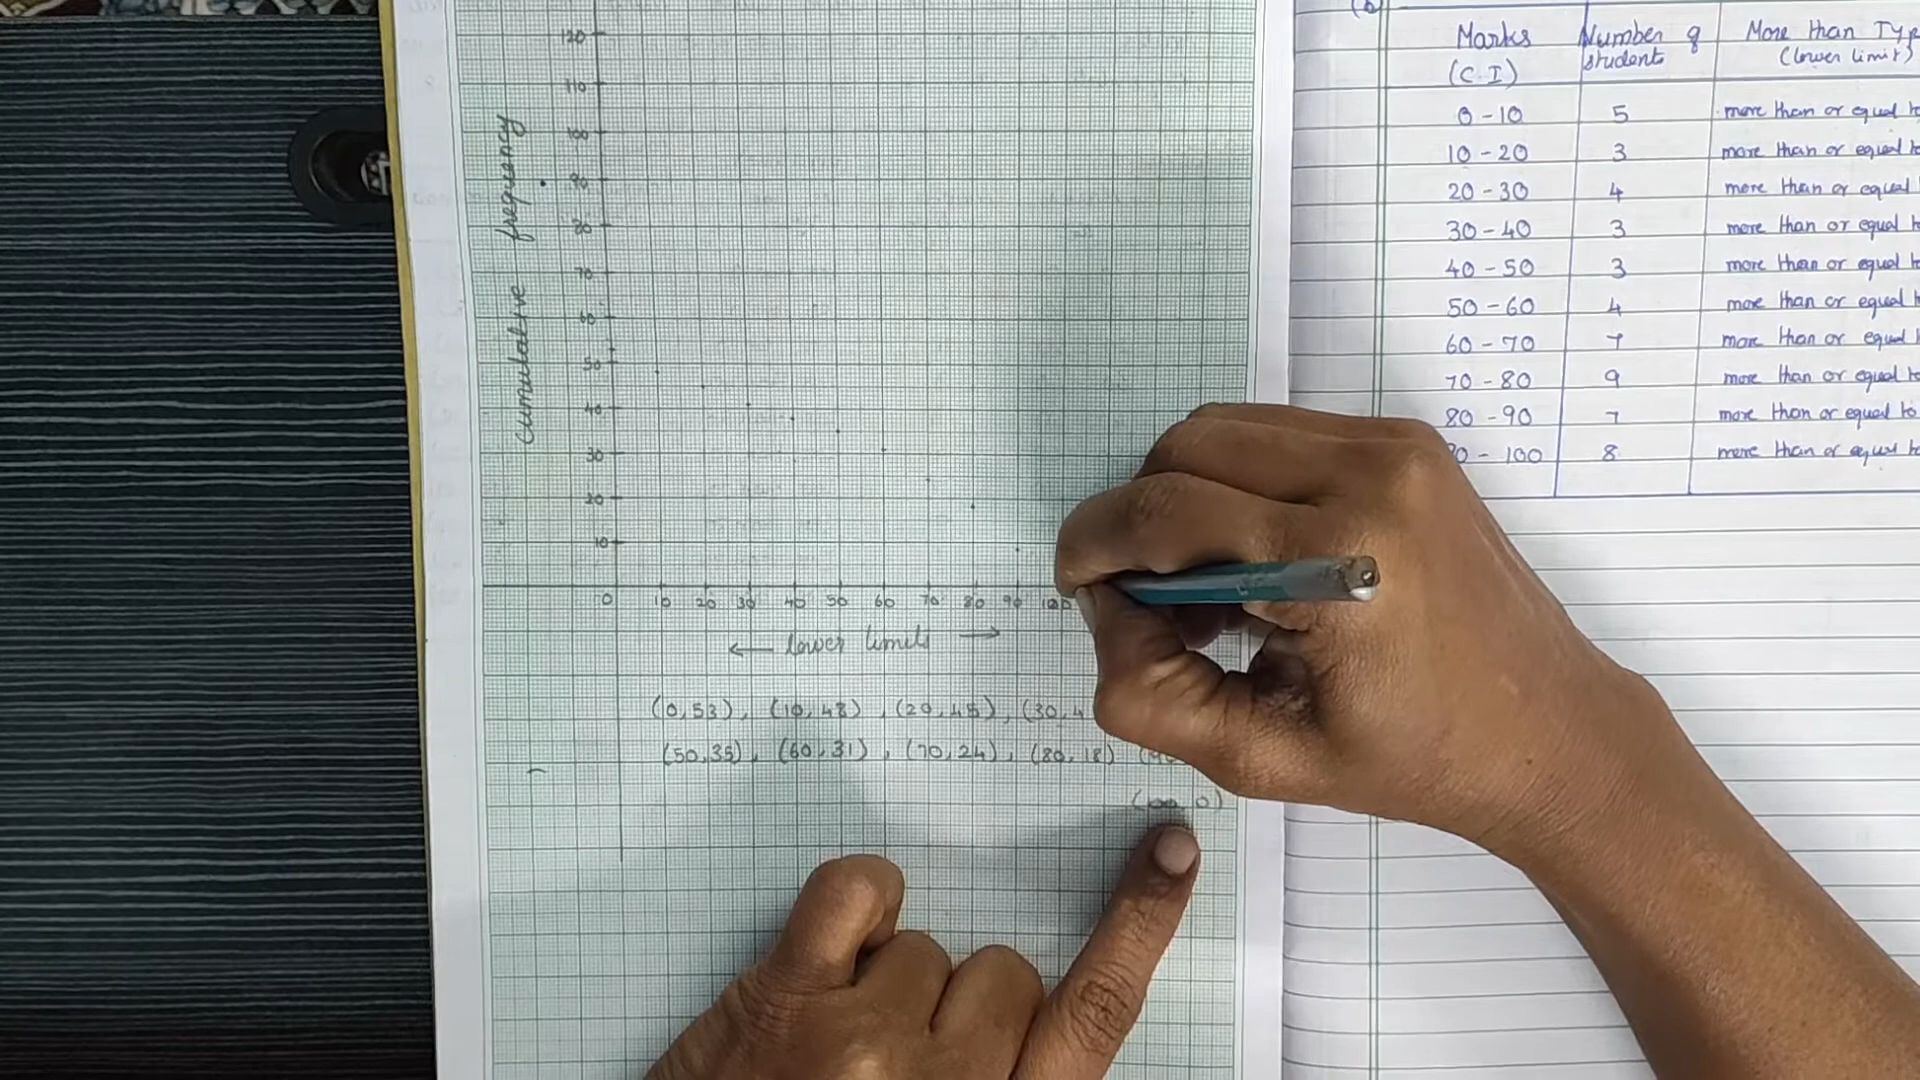 120
110
100
90
80
70
60
50
40
30
20
10
cumulative frequency
0 10 20 30 40 50 60 70 80 90 100
← lower limits →
(0,53), (10,48), (20,45), (30,4
(50,35), (60,31), (70,24), (80,18)
0)
(b)
Marks Number of More than Typ
(C.I) students (lower limit)
0-10 5 more than or equal to
10-20 3 more than or equal to
20-30 4 more than or equal
30-40 3 more than or equal t
40-50 3 more than or equal t
50-60 4 more than or equal t
60-70 7 more than or equal
70-80 9 more than or equal to
80-90 7 more than or equal to
0-100 8 more than or equal to